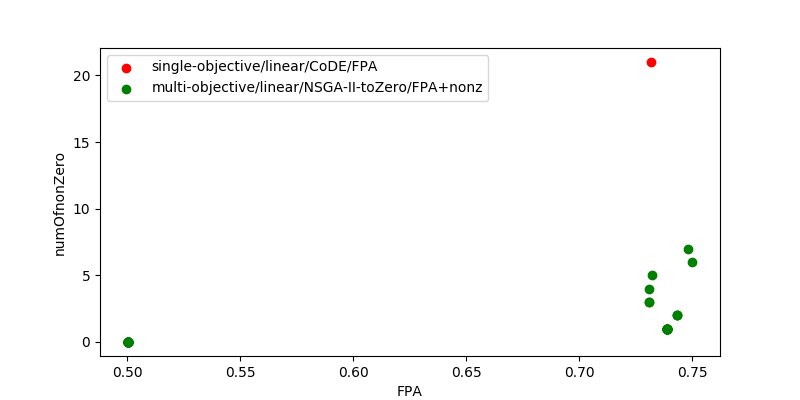 single-objective/linear/CoDE/FPA
multi-objective/linear/NSGA-II-toZero/FPA+nonz
20
15
10
5
0
numOfnonZero
0.50 0.55 0.60 0.65 0.70 0.75
FPA